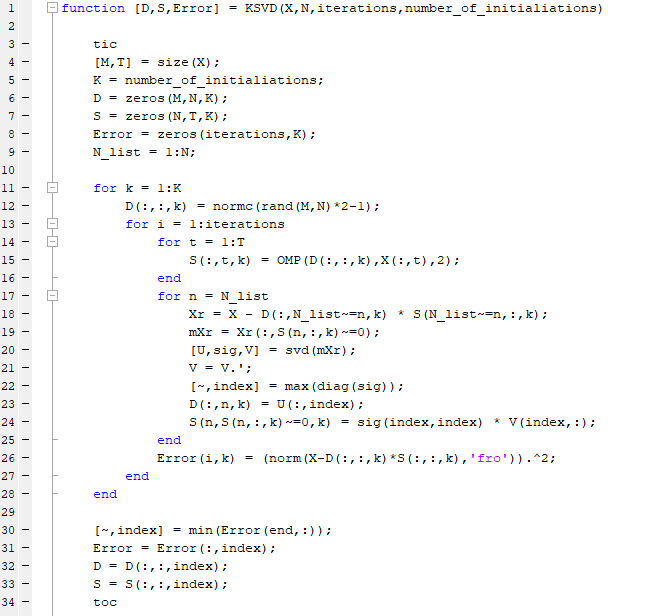 1 function [D,S,Error] = KSVD(X,N,iterations,number_of_initialiations)
2
3 - tic
4 - [M,T] = size(X);
5 - K = number_of_initialiations;
6 - D = zeros(M,N,K);
7 - S = zeros(N,T,K);
8 - Error = zeros(iterations,K);
9 - N_list = 1:N;
10
11 - for k = 1:K
12 - D(:,:,k) = normc(rand(M,N)*2-1);
13 - for i = 1:iterations
14 - for t = 1:T
15 - S(:,t,k) = OMP(D(:,:,k),X(:,t),2);
16 - end
17 - for n = N_list
18 - Xr = X - D(:,N_list~=n,k) * S(N_list~=n,:,k);
19 - mXr = Xr(:,S(n,:,k)~=0);
20 - [U,sig,V] = svd(mXr);
21 - V = V.';
22 - [~,index] = max(diag(sig));
23 - D(:,n,k) = U(:,index);
24 - S(n,S(n,:,k)~=0,k) = sig(index,index) * V(index,:);
25 - end
26 - Error(i,k) = (norm(X-D(:,:,k)*S(:,:,k),'fro')).^2;
27 - end
28 - end
29
30 - [~,index] = min(Error(end,:));
31 - Error = Error(:,index);
32 - D = D(:,:,index);
33 - S = S(:,:,index);
34 - toc